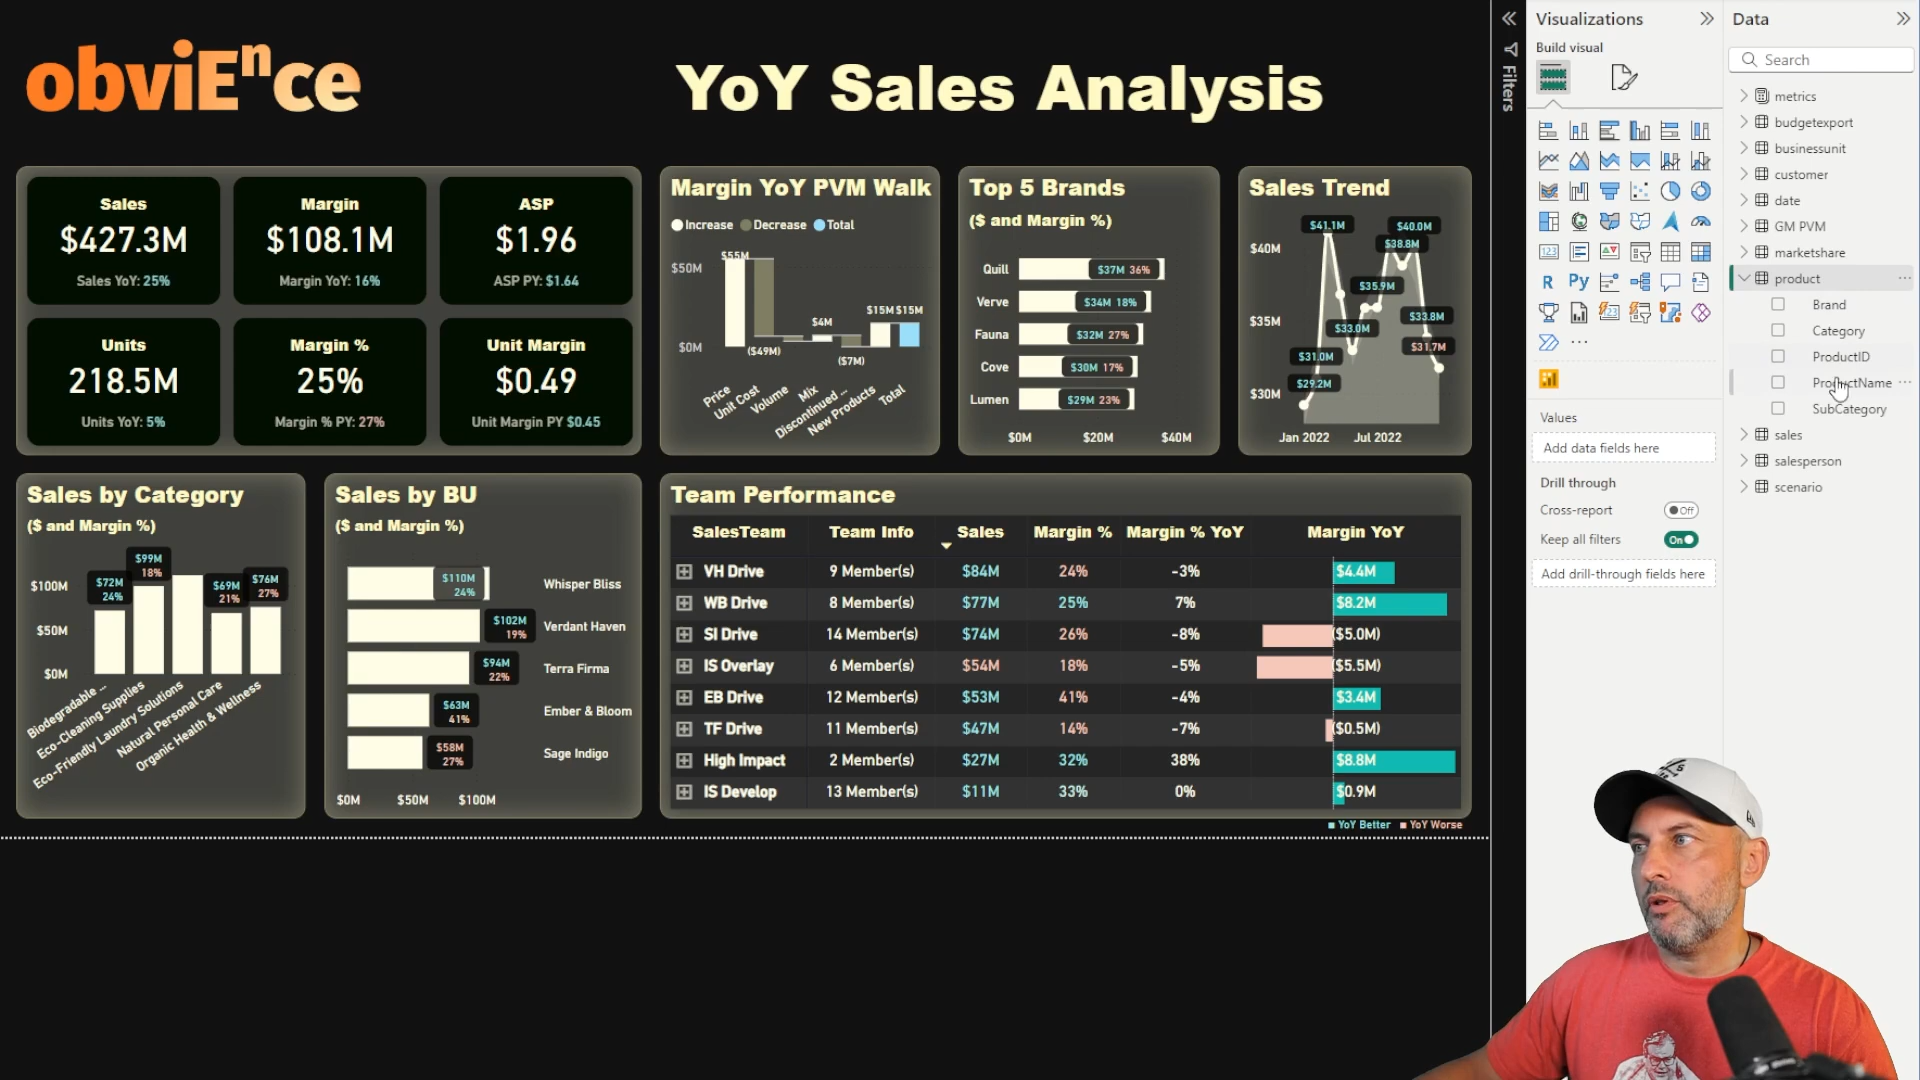 obviEnce
YoY Sales Analysis
Sales
$427.3M
Sales YoY: 25%
Margin
$108.1M
Margin YoY: 16%
ASP
$1.96
ASP PY: $1.64
Units
218.5M
Units YoY: 5%
Margin %
25%
Margin % PY: 27%
Unit Margin
$0.49
Unit Margin PY $0.45
Margin YoY PVM Walk
Increase Decrease Total
$50M
$0M
$55M
($49M)
$4M
($7M)
$15M
$15M
Price
Unit Cost
Volume
Mix
Discontinued ...
New Products
Total
Top 5 Brands
($ and Margin %)
Quill $37M 36%
Verve $34M 18%
Fauna $32M 27%
Cove $30M 17%
Lumen $29M 23%
$0M $20M $40M
Sales Trend
$40M
$35M
$30M
$41.1M
$40.0M
$38.8M
$35.9M
$33.0M
$33.8M
$31.7M
$31.0M
$29.2M
Jan 2022 Jul 2022
Sales by Category
($ and Margin %)
$100M
$50M
$0M
$72M
24%
$99M
18%
$69M
21%
$76M
27%
Biodegradable ...
Eco-Cleaning Supplies
Eco-Friendly Laundry Solutions
Natural Personal Care
Organic Health & Wellness
Sales by BU
($ and Margin %)
$110M
24%
Whisper Bliss
$102M
19%
Verdant Haven
$94M
22%
Terra Firma
$63M
41%
Ember & Bloom
$58M
27%
Sage Indigo
$0M $50M $100M
Team Performance
SalesTeam Team Info Sales Margin % Margin % YoY Margin YoY
VH Drive 9 Member(s) $84M 24% -3% $4.4M
WB Drive 8 Member(s) $77M 25% 7% $8.2M
SI Drive 14 Member(s) $74M 26% -8% ($5.0M)
IS Overlay 6 Member(s) $54M 18% -5% ($5.5M)
EB Drive 12 Member(s) $53M 41% -4% $3.4M
TF Drive 11 Member(s) $47M 14% -7% ($0.5M)
High Impact 2 Member(s) $27M 32% 38% $8.8M
IS Develop 13 Member(s) $11M 33% 0% $0.9M
YoY Better YoY Worse
Filters
Visualizations
Build visual
123
R Py
123
...
Values
Add data fields here
Drill through
Cross-report Off
Keep all filters On
Add drill-through fields here
Data
Search
metrics
budgetexport
businessunit
customer
date
GM PVM
marketshare
product ...
Brand
Category
ProductID
ProductName ...
SubCategory
sales
salesperson
scenario